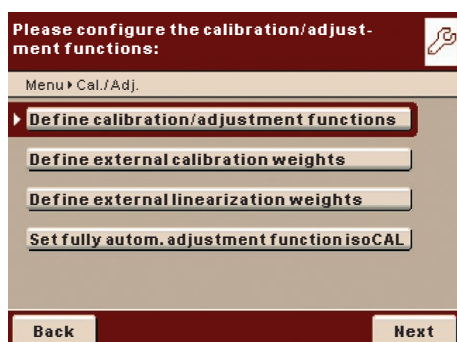 Please configure the calibration/adjust-
ment functions:
Menu ▸ Cal./Adj.
Define calibration/adjustment functions
Define external calibration weights
Define external linearization weights
Set fully autom. adjustment function isoCAL
Back
Next